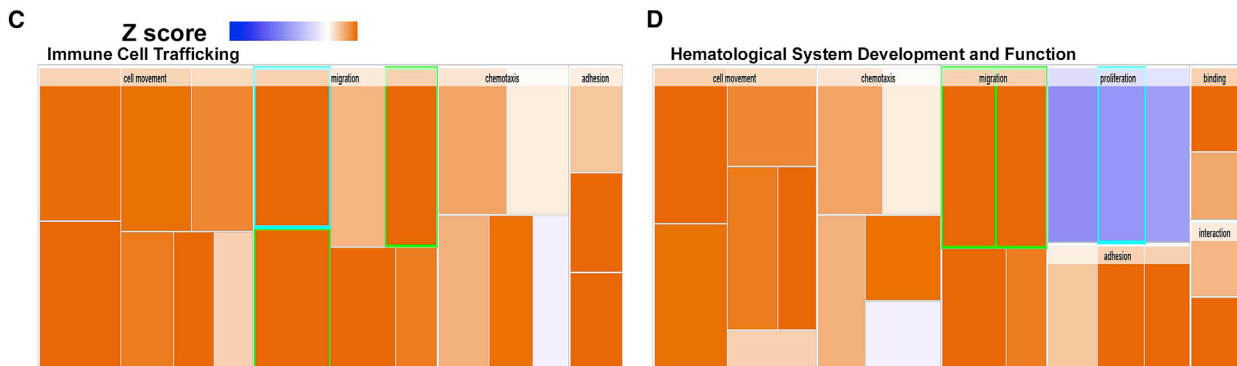 C
Z score
Immune Cell Trafficking
cell movement
migration
chemotaxis
adhesion
D
Hematological System Development and Function
cell movement
chemotaxis
migration
proliferation
binding
interaction
adhesion